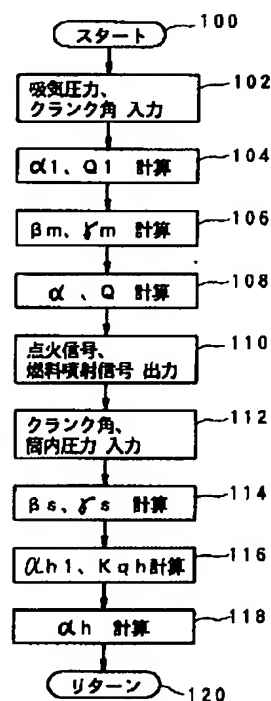 スタート
100
吸気圧力、
クランク角 入力
102
α1、Q1 計算
104
βm、γm 計算
106
α 、Q 計算
108
点火信号、
燃料噴射信号 出力
110
クランク角、
筒内圧力 入力
112
βs、γs 計算
114
αh1、Kqh計算
116
αh 計算
118
リターン
120